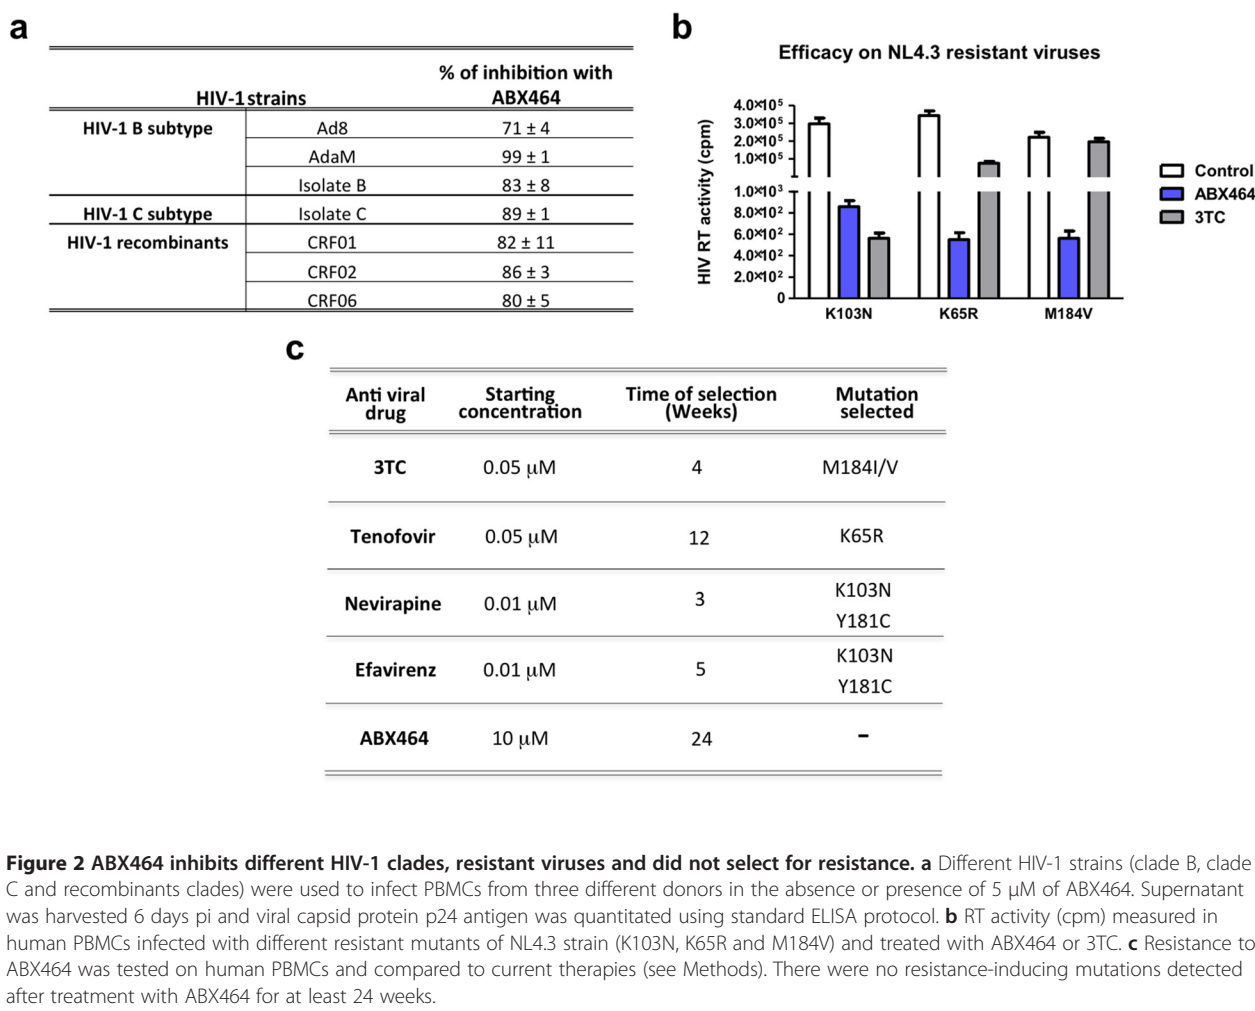 a
HIV-1 strains % of inhibition with ABX464
HIV-1 B subtype Ad8 71 ± 4
AdaM 99 ± 1
Isolate B 83 ± 8
HIV-1 C subtype Isolate C 89 ± 1
HIV-1 recombinants CRF01 82 ± 11
CRF02 86 ± 3
CRF06 80 ± 5
b
Efficacy on NL4.3 resistant viruses
HIV RT activity (cpm)
4.0×10⁵
3.0×10⁵
2.0×10⁵
1.0×10⁵
1.0×10³
8.0×10²
6.0×10²
4.0×10²
2.0×10²
0
K103N K65R M184V
Control
ABX464
3TC
c
Anti viral drug Starting concentration Time of selection (Weeks) Mutation selected
3TC 0.05 µM 4 M184I/V
Tenofovir 0.05 µM 12 K65R
Nevirapine 0.01 µM 3 K103N
Y181C
Efavirenz 0.01 µM 5 K103N
Y181C
ABX464 10 µM 24 –
Figure 2 ABX464 inhibits different HIV-1 clades, resistant viruses and did not select for resistance. a Different HIV-1 strains (clade B, clade
C and recombinants clades) were used to infect PBMCs from three different donors in the absence or presence of 5 µM of ABX464. Supernatant
was harvested 6 days pi and viral capsid protein p24 antigen was quantitated using standard ELISA protocol. b RT activity (cpm) measured in
human PBMCs infected with different resistant mutants of NL4.3 strain (K103N, K65R and M184V) and treated with ABX464 or 3TC. c Resistance to
ABX464 was tested on human PBMCs and compared to current therapies (see Methods). There were no resistance-inducing mutations detected
after treatment with ABX464 for at least 24 weeks.